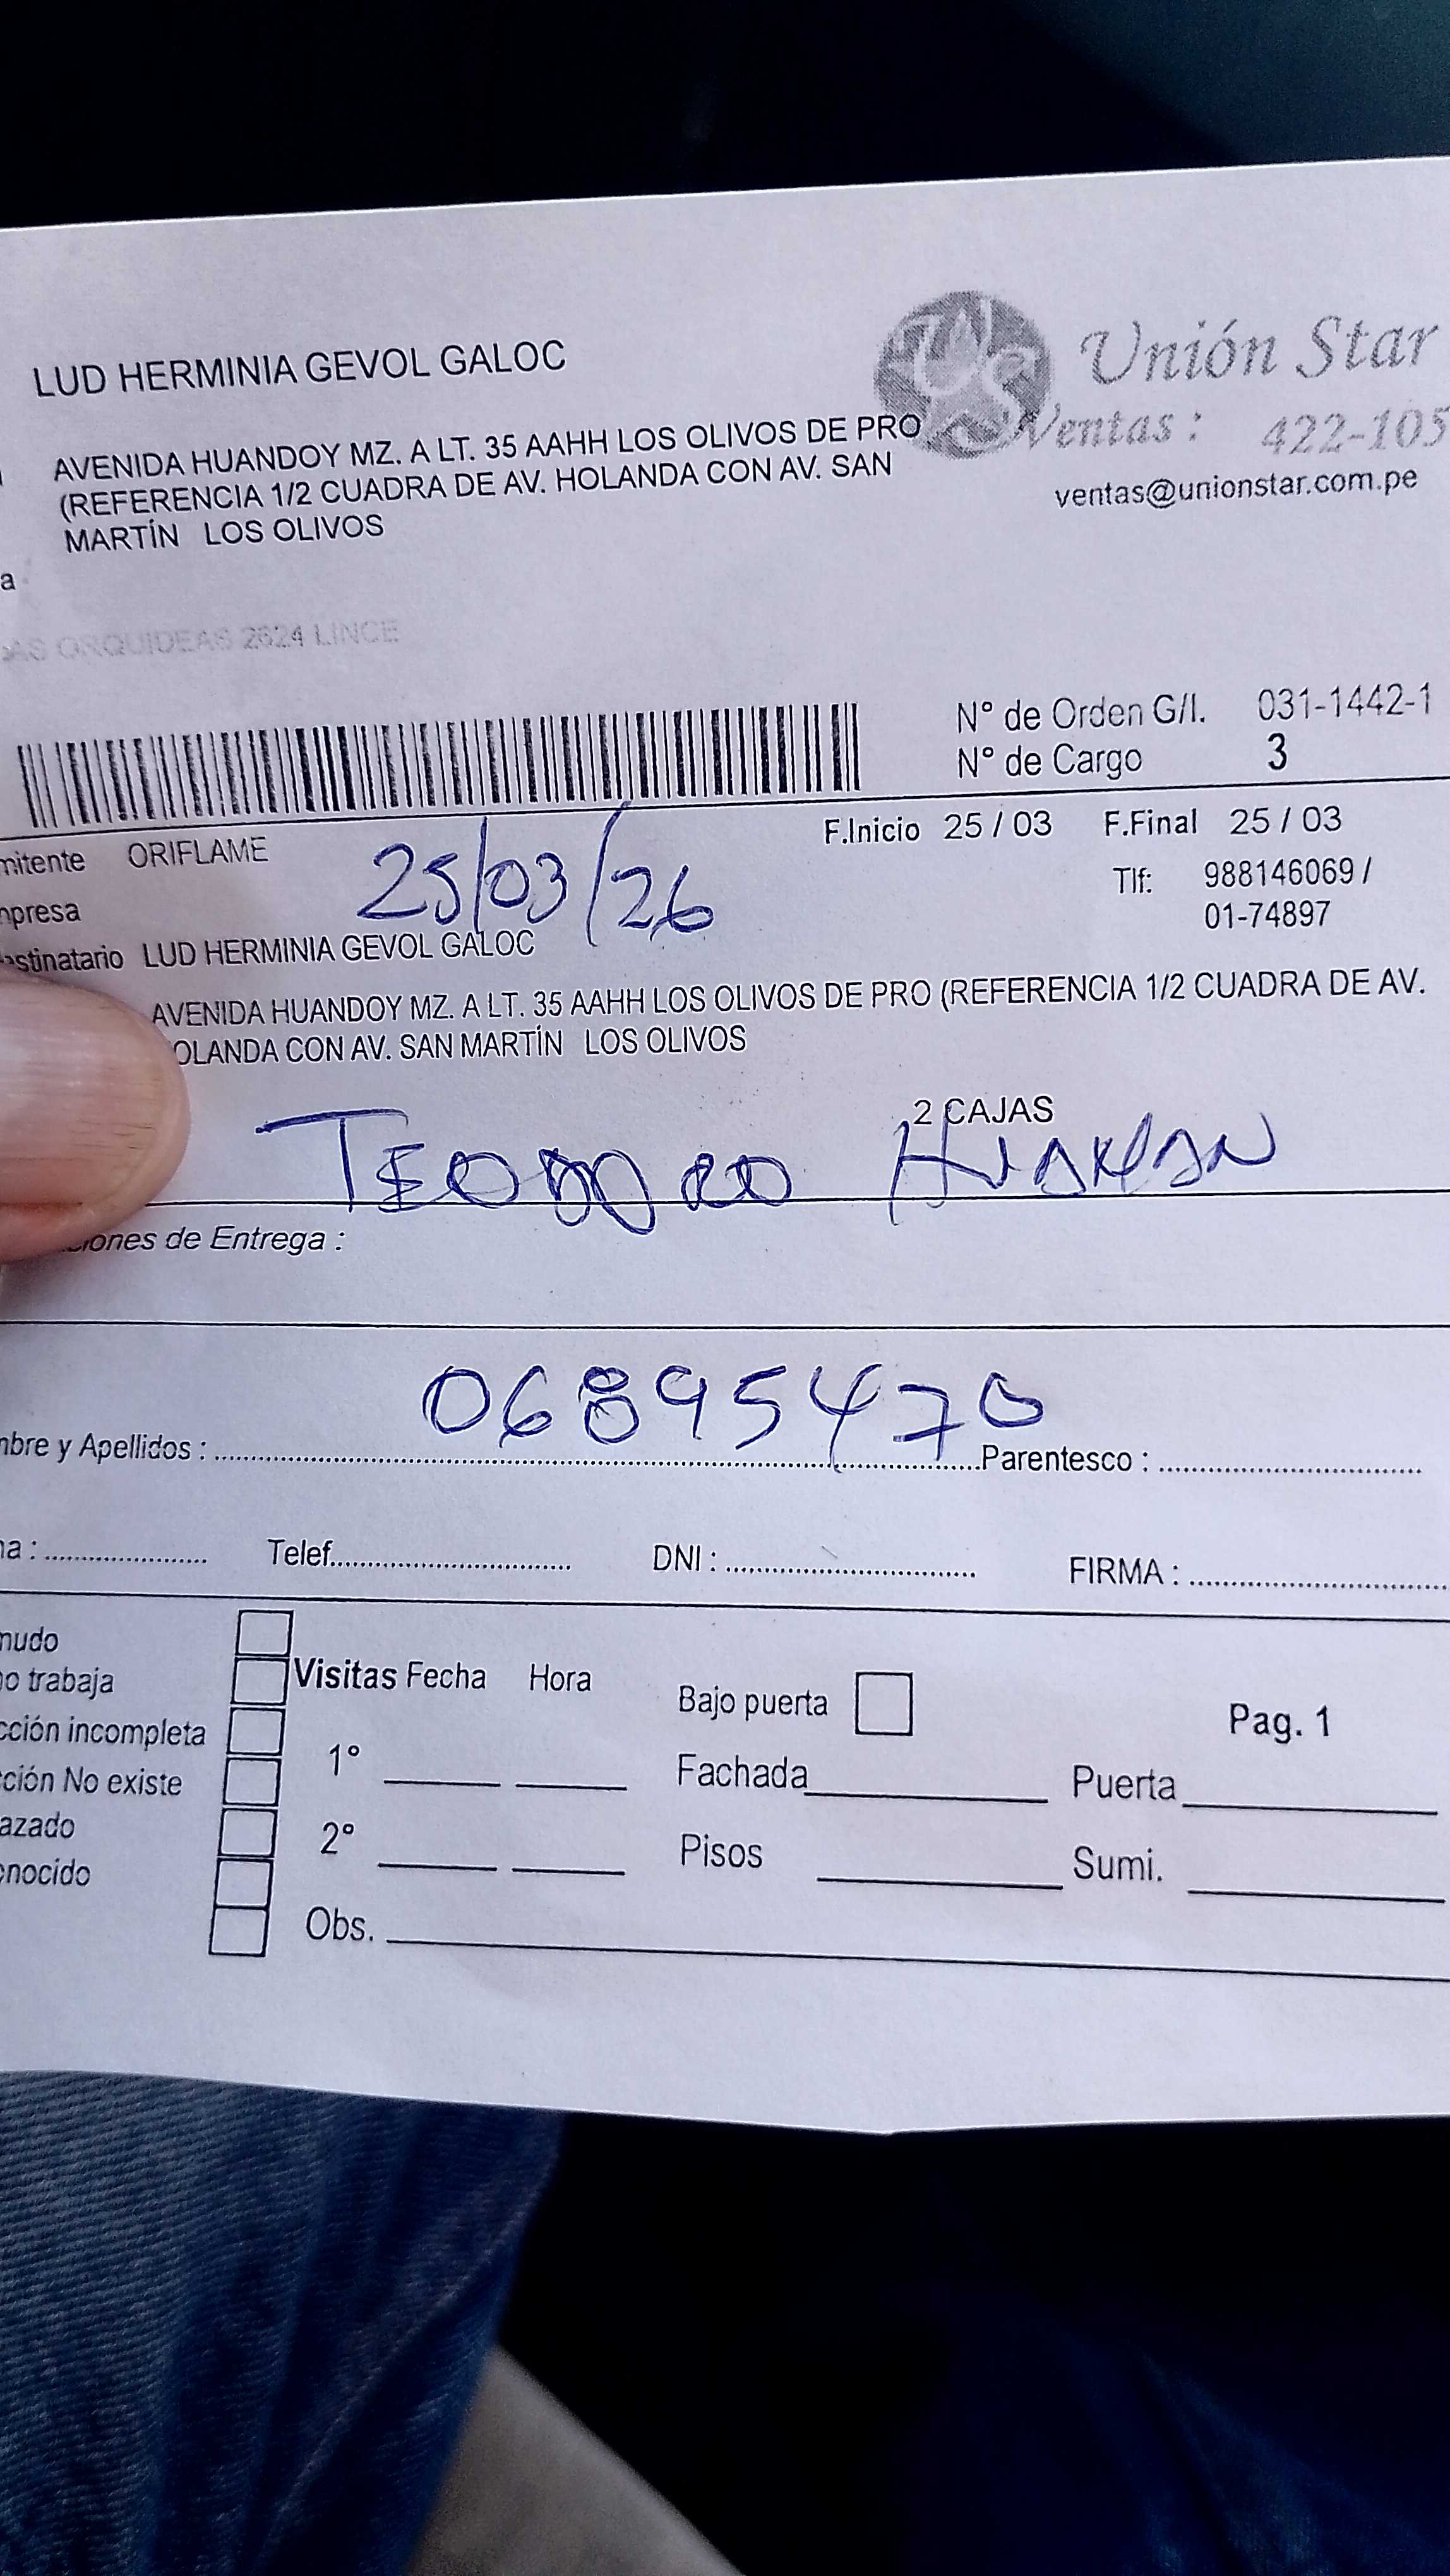 LUD HERMINIA GEVOL GALOC
Unión Star
Ventas : 422-105
ventas@unionstar.com.pe
AVENIDA HUANDOY MZ. A LT. 35 AAHH LOS OLIVOS DE PRO
(REFERENCIA 1/2 CUADRA DE AV. HOLANDA CON AV. SAN
MARTÍN LOS OLIVOS
a
AS ORQUIDEAS 2624 LINCE
N° de Orden G/I. 031-1442-1
N° de Cargo 3
F.Inicio 25 / 03 F.Final 25 / 03
mitente ORIFLAME
25/03/26
Tlf: 988146069 /
01-74897
mpresa
stinatario LUD HERMINIA GEVOL GALOC
AVENIDA HUANDOY MZ. A LT. 35 AAHH LOS OLIVOS DE PRO (REFERENCIA 1/2 CUADRA DE AV.
OLANDA CON AV. SAN MARTÍN LOS OLIVOS
2 CAJAS
iones de Entrega :
06895470
mbre y Apellidos : Parentesco :
na : Telef. DNI : FIRMA :
mudo
o trabaja
cción incompleta
ción No existe
azado
onocido
Visitas Fecha Hora
1°
2°
Obs.
Bajo puerta
Fachada Puerta
Pisos Sumi.
Pag. 1